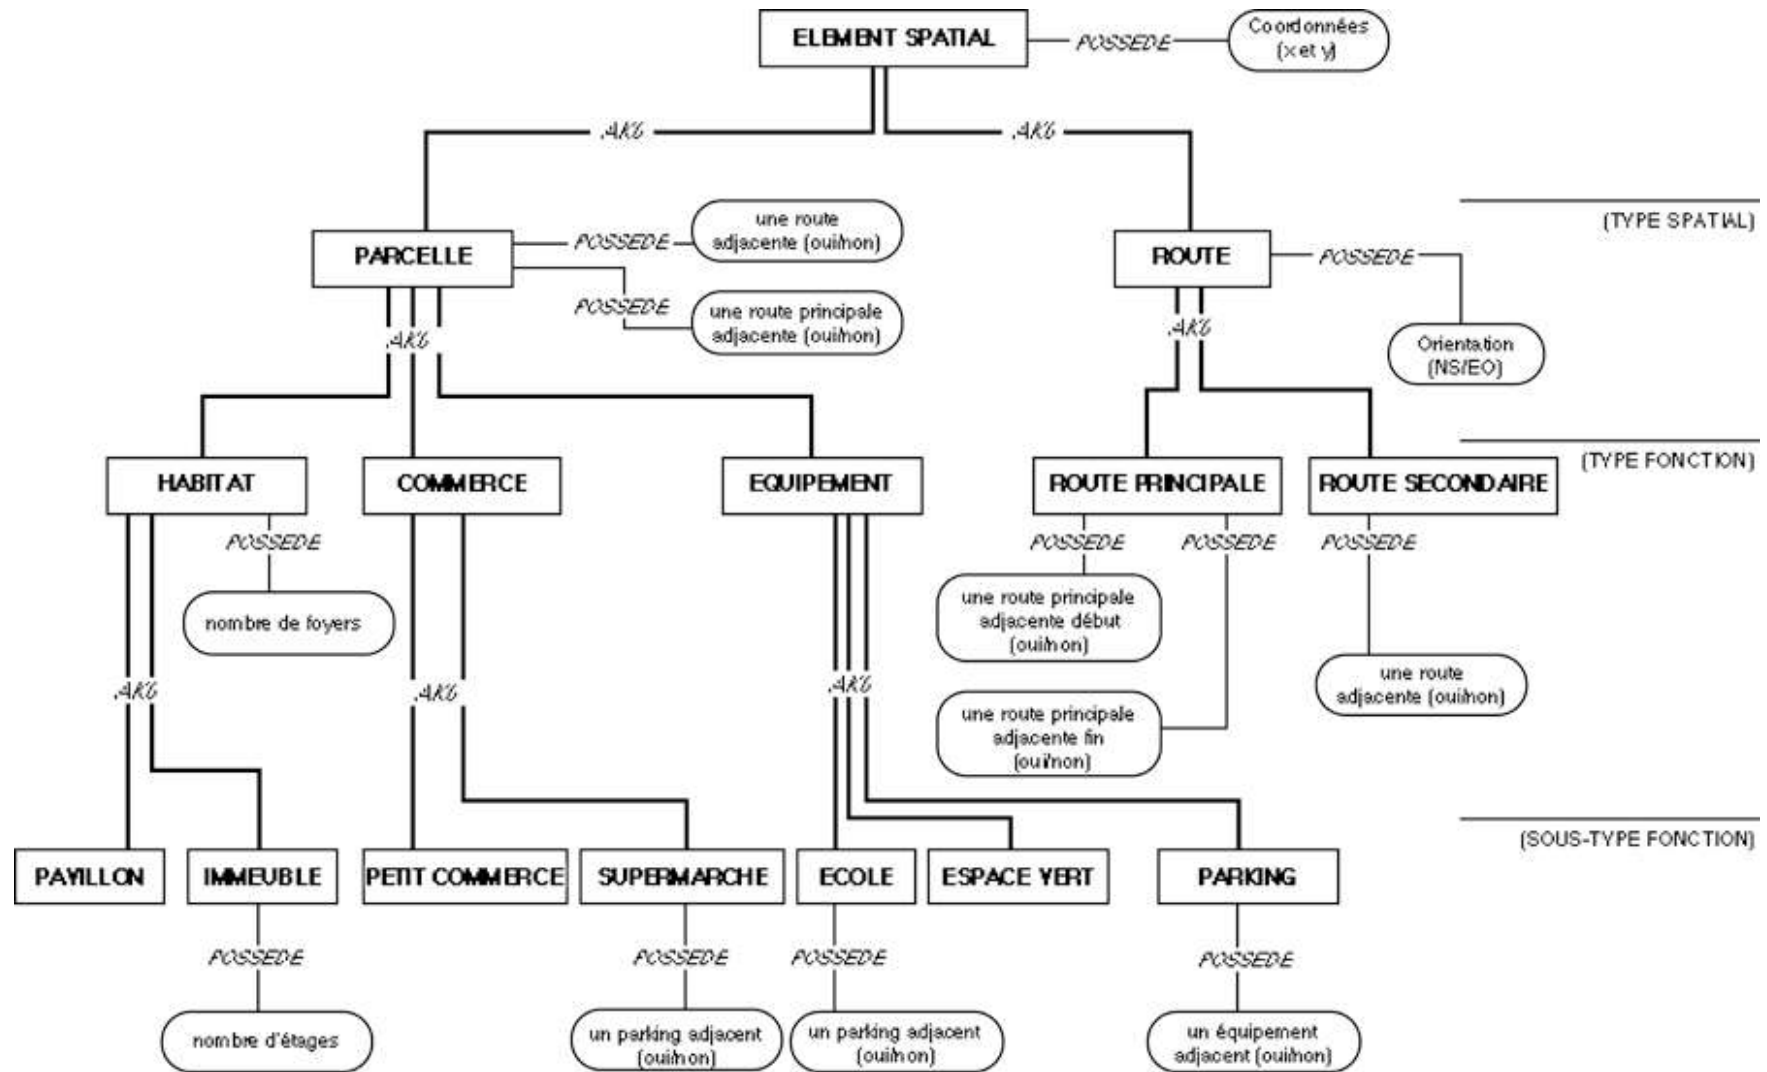 ELEMENT SPATIAL
POSSEDE
Coordonnées
(x et y)
AKO
AKO
(TYPE SPATIAL)
PARCELLE
POSSEDE
une route
adjacente (oui/non)
POSSEDE
une route principale
adjacente (oui/non)
ROUTE
POSSEDE
Orientation
(NS/EO)
AKO
AKO
(TYPE FONCTION)
HABITAT
COMMERCE
EQUIPEMENT
ROUTE PRINCIPALE
ROUTE SECONDAIRE
POSSEDE
nombre de foyers
POSSEDE
une route principale
adjacente début
(oui/non)
POSSEDE
une route principale
adjacente fin
(oui/non)
POSSEDE
une route
adjacente (oui/non)
AKO
AKO
AKO
(SOUS-TYPE FONCTION)
PAVILLON
IMMEUBLE
PETIT COMMERCE
SUPERMARCHE
ECOLE
ESPACE VERT
PARKING
POSSEDE
nombre d'étages
POSSEDE
un parking adjacent
(oui/non)
POSSEDE
un parking adjacent
(oui/non)
POSSEDE
un équipement
adjacent (oui/non)